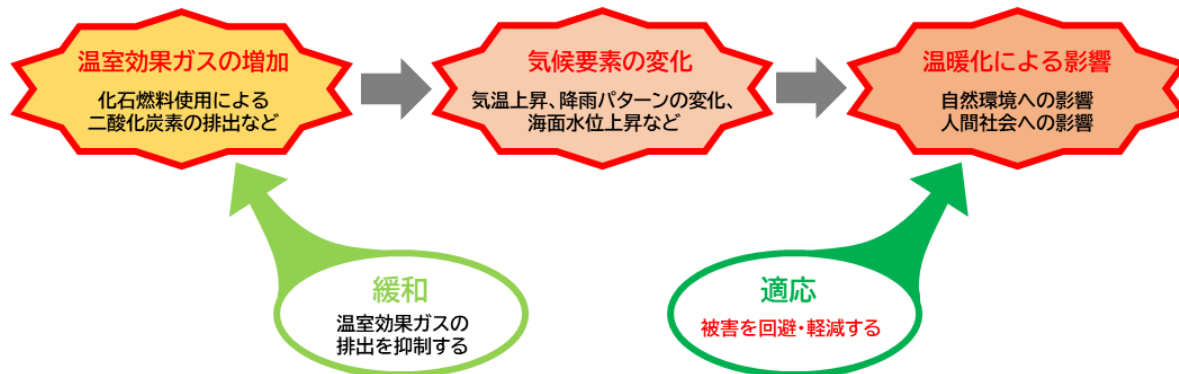 温室効果ガスの増加
化石燃料使用による
二酸化炭素の排出など
気候要素の変化
気温上昇、降雨パターンの変化、
海面水位上昇など
温暖化による影響
自然環境への影響
人間社会への影響
緩和
温室効果ガスの
排出を抑制する
適応
被害を回避・軽減する